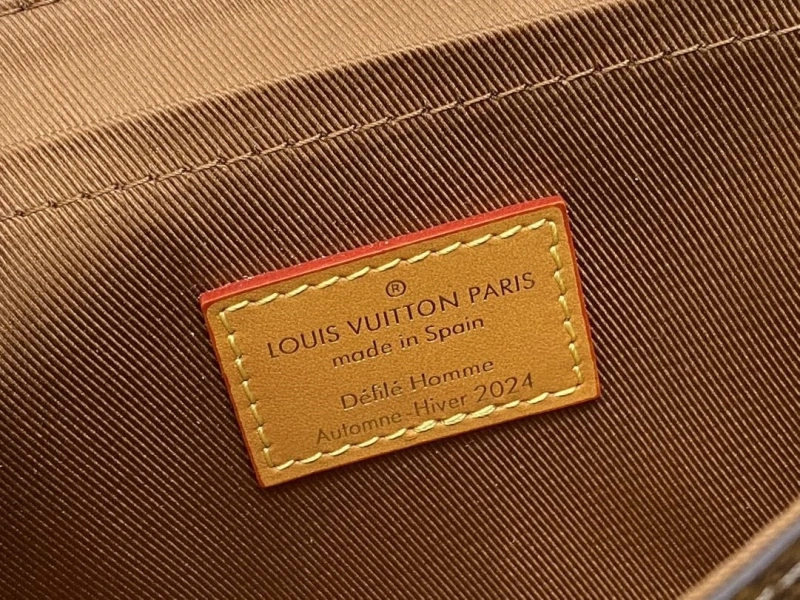 ®
LOUIS VUITTON PARIS
made in Spain
Défilé Homme
Automne-Hiver 2024